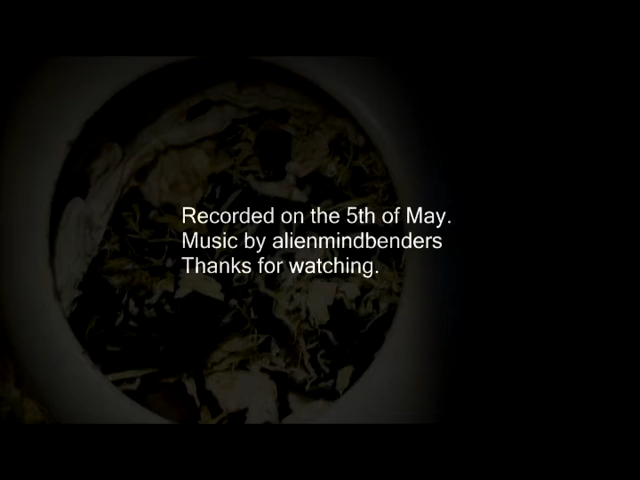 Recorded on the 5th of May.
Music by alienmindbenders
Thanks for watching.